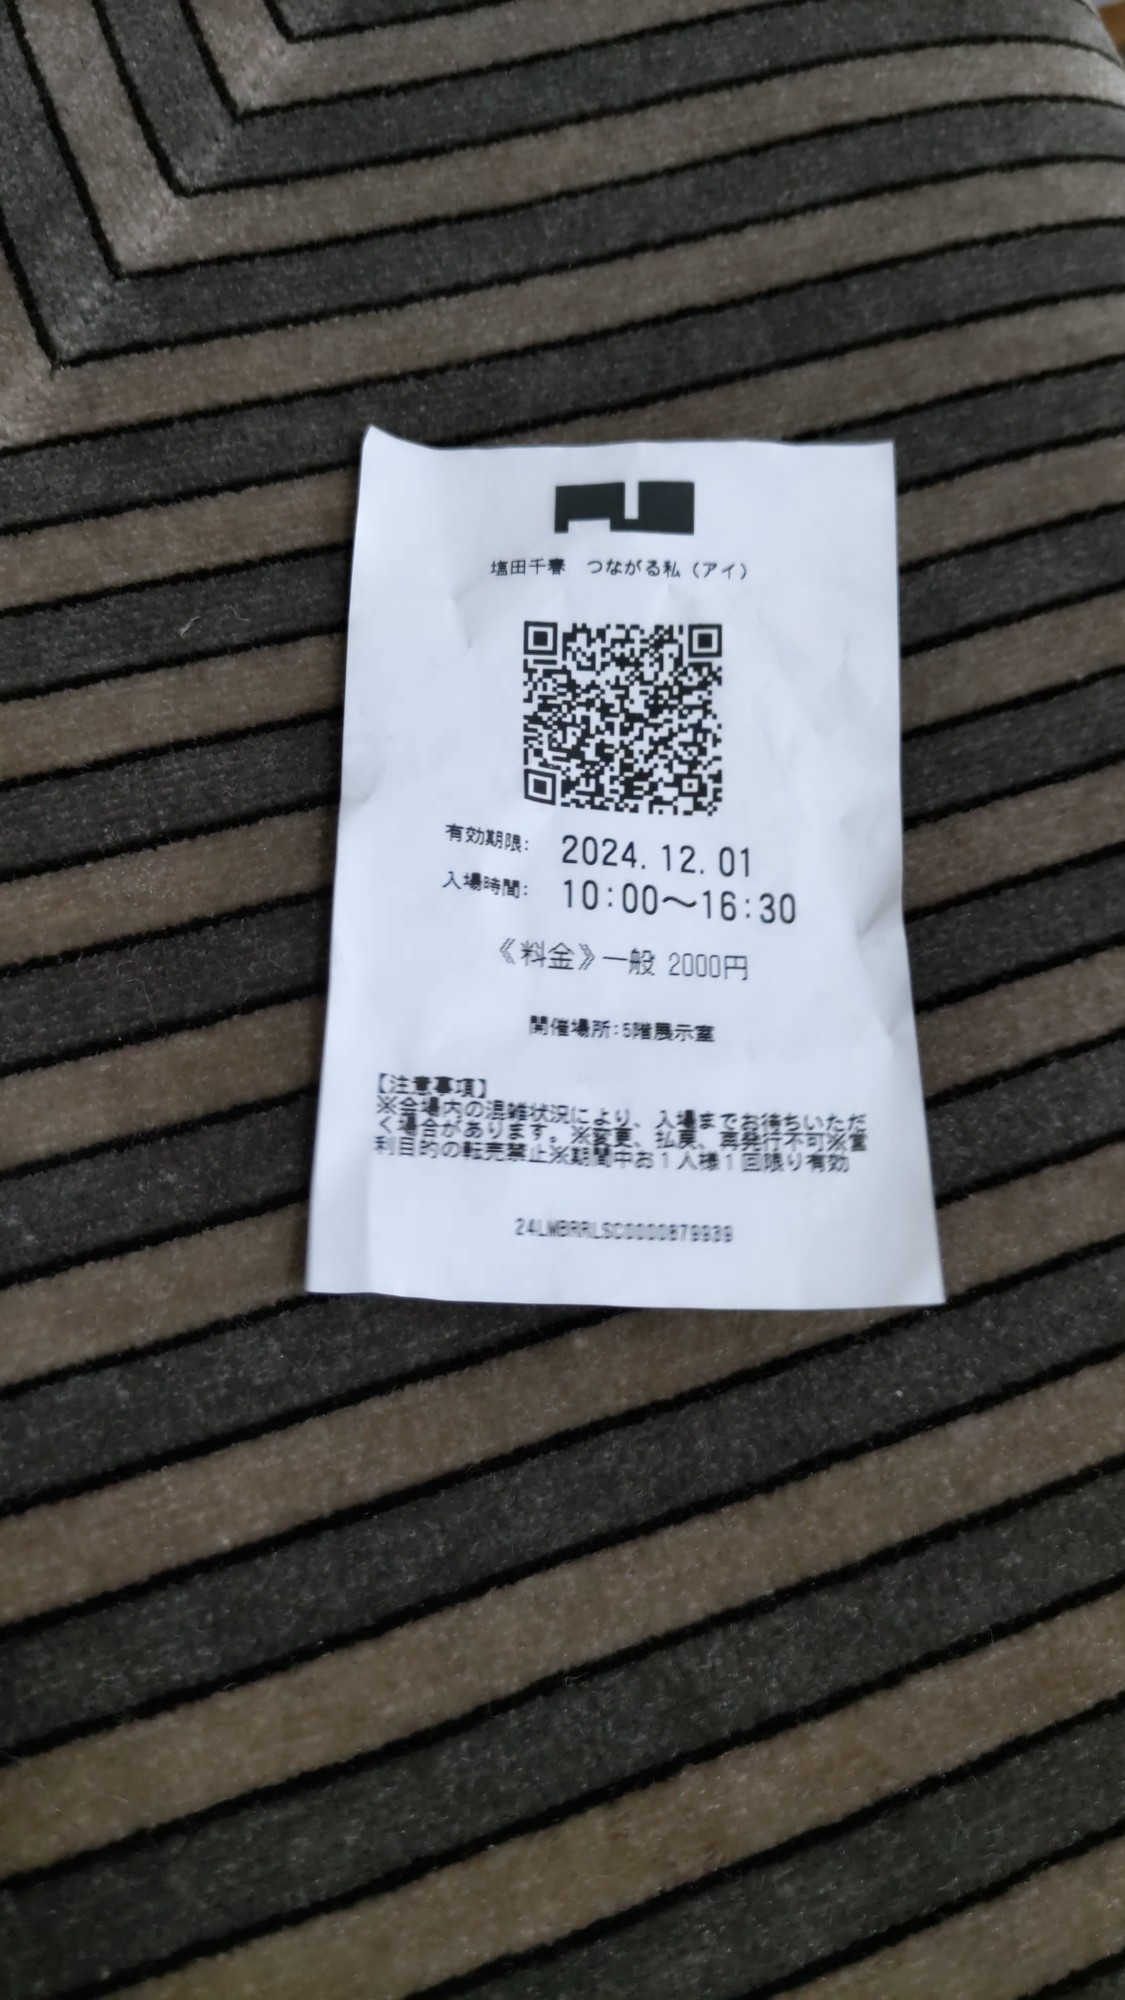 塩田千春　つながる私（アイ）
有効期限: 2024.12.01
入場時間: 10:00～16:30
《料金》一般 2000円
開催場所:5階展示室
【注意事項】
※会場内の混雑状況により、入場までお待ちいただ
く場合があります。※変更、払戻、再発行不可※営
利目的の転売禁止※期間中お1人様1回限り有効
24LMBRRLSC0000879939